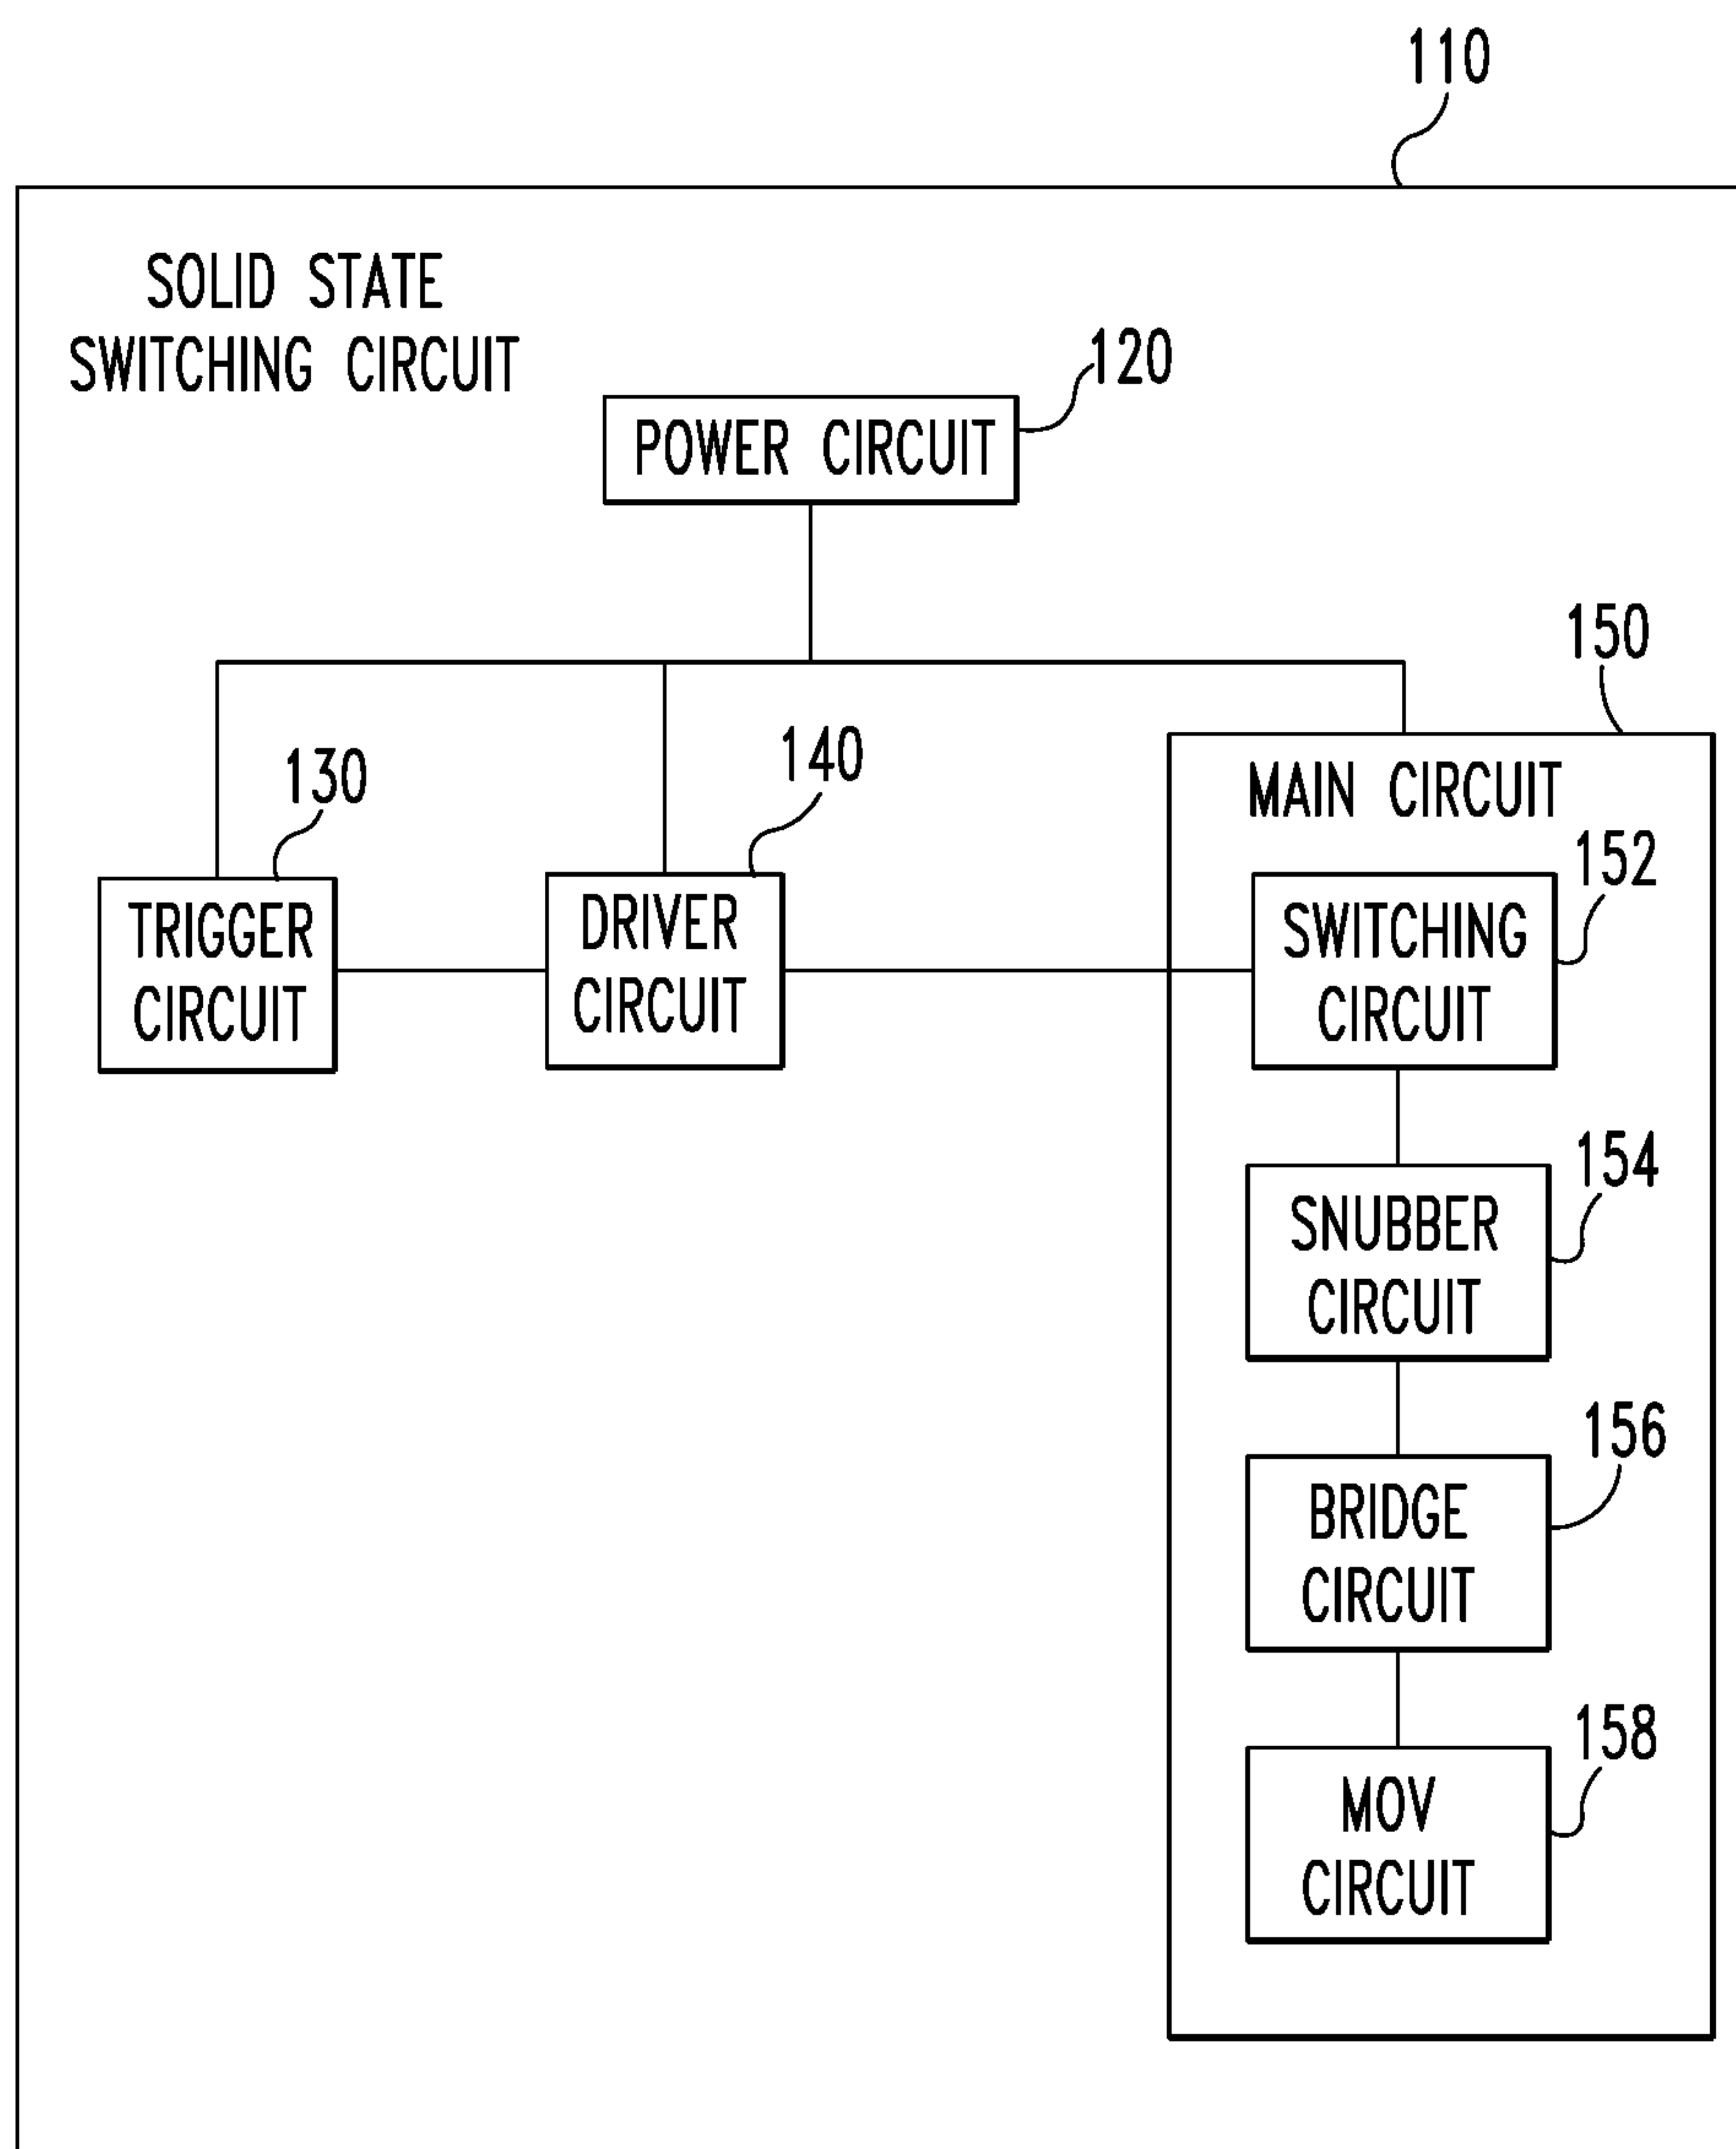 110
SOLID STATE
SWITCHING CIRCUIT
120
POWER CIRCUIT
150
130
140
MAIN CIRCUIT
152
TRIGGER
CIRCUIT
DRIVER
CIRCUIT
SWITCHING
CIRCUIT
154
SNUBBER
CIRCUIT
156
BRIDGE
CIRCUIT
158
MOV
CIRCUIT